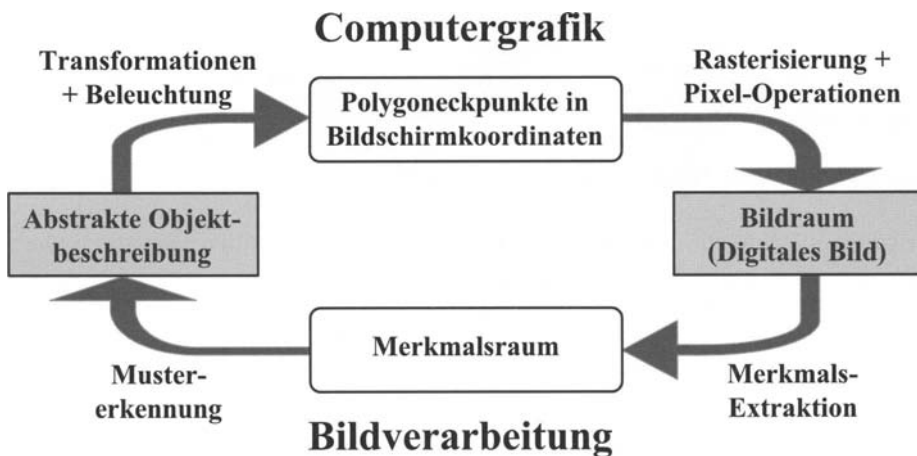 Computergrafik
Transformationen
+ Beleuchtung
Polygoneckpunkte in
Bildschirmkoordinaten
Rasterisierung +
Pixel-Operationen
Abstrakte Objekt-
beschreibung
Bildraum
(Digitales Bild)
Merkmalsraum
Muster-
erkennung
Merkmals-
Extraktion
Bildverarbeitung